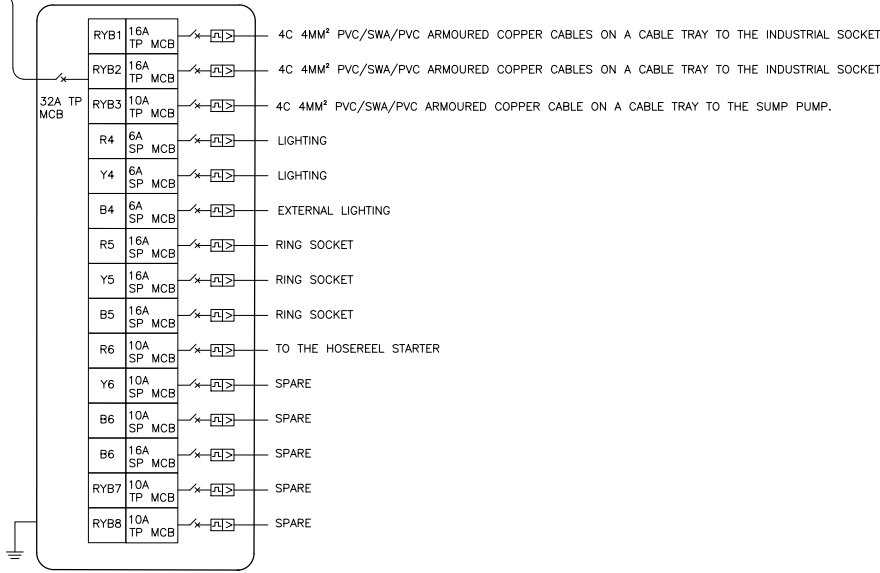 RYB1 16A TP MCB 4C 4MM² PVC/SWA/PVC ARMOURED COPPER CABLES ON A CABLE TRAY TO THE INDUSTRIAL SOCKET
RYB2 16A TP MCB 4C 4MM² PVC/SWA/PVC ARMOURED COPPER CABLES ON A CABLE TRAY TO THE INDUSTRIAL SOCKET
32A TP MCB
RYB3 10A TP MCB 4C 4MM² PVC/SWA/PVC ARMOURED COPPER CABLE ON A CABLE TRAY TO THE SUMP PUMP.
R4 6A SP MCB LIGHTING
Y4 6A SP MCB LIGHTING
B4 6A SP MCB EXTERNAL LIGHTING
R5 16A SP MCB RING SOCKET
Y5 16A SP MCB RING SOCKET
B5 16A SP MCB RING SOCKET
R6 10A SP MCB TO THE HOSEREEL STARTER
Y6 10A SP MCB SPARE
B6 10A SP MCB SPARE
B6 16A SP MCB SPARE
RYB7 10A TP MCB SPARE
RYB8 10A TP MCB SPARE